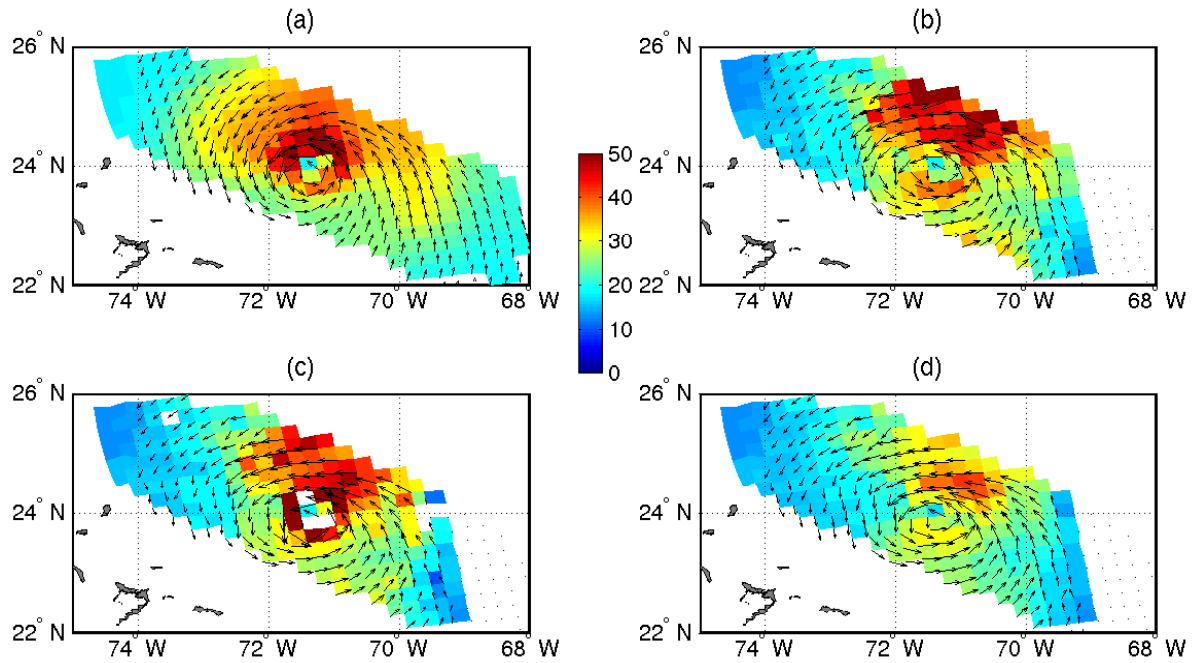 (a)
(b)
26° N
24° N
22° N
74° W
72° W
70° W
68° W
26° N
24° N
22° N
74° W
72° W
70° W
68° W
50
40
30
20
10
0
(c)
(d)
26° N
24° N
22° N
74° W
72° W
70° W
68° W
26° N
24° N
22° N
74° W
72° W
70° W
68° W